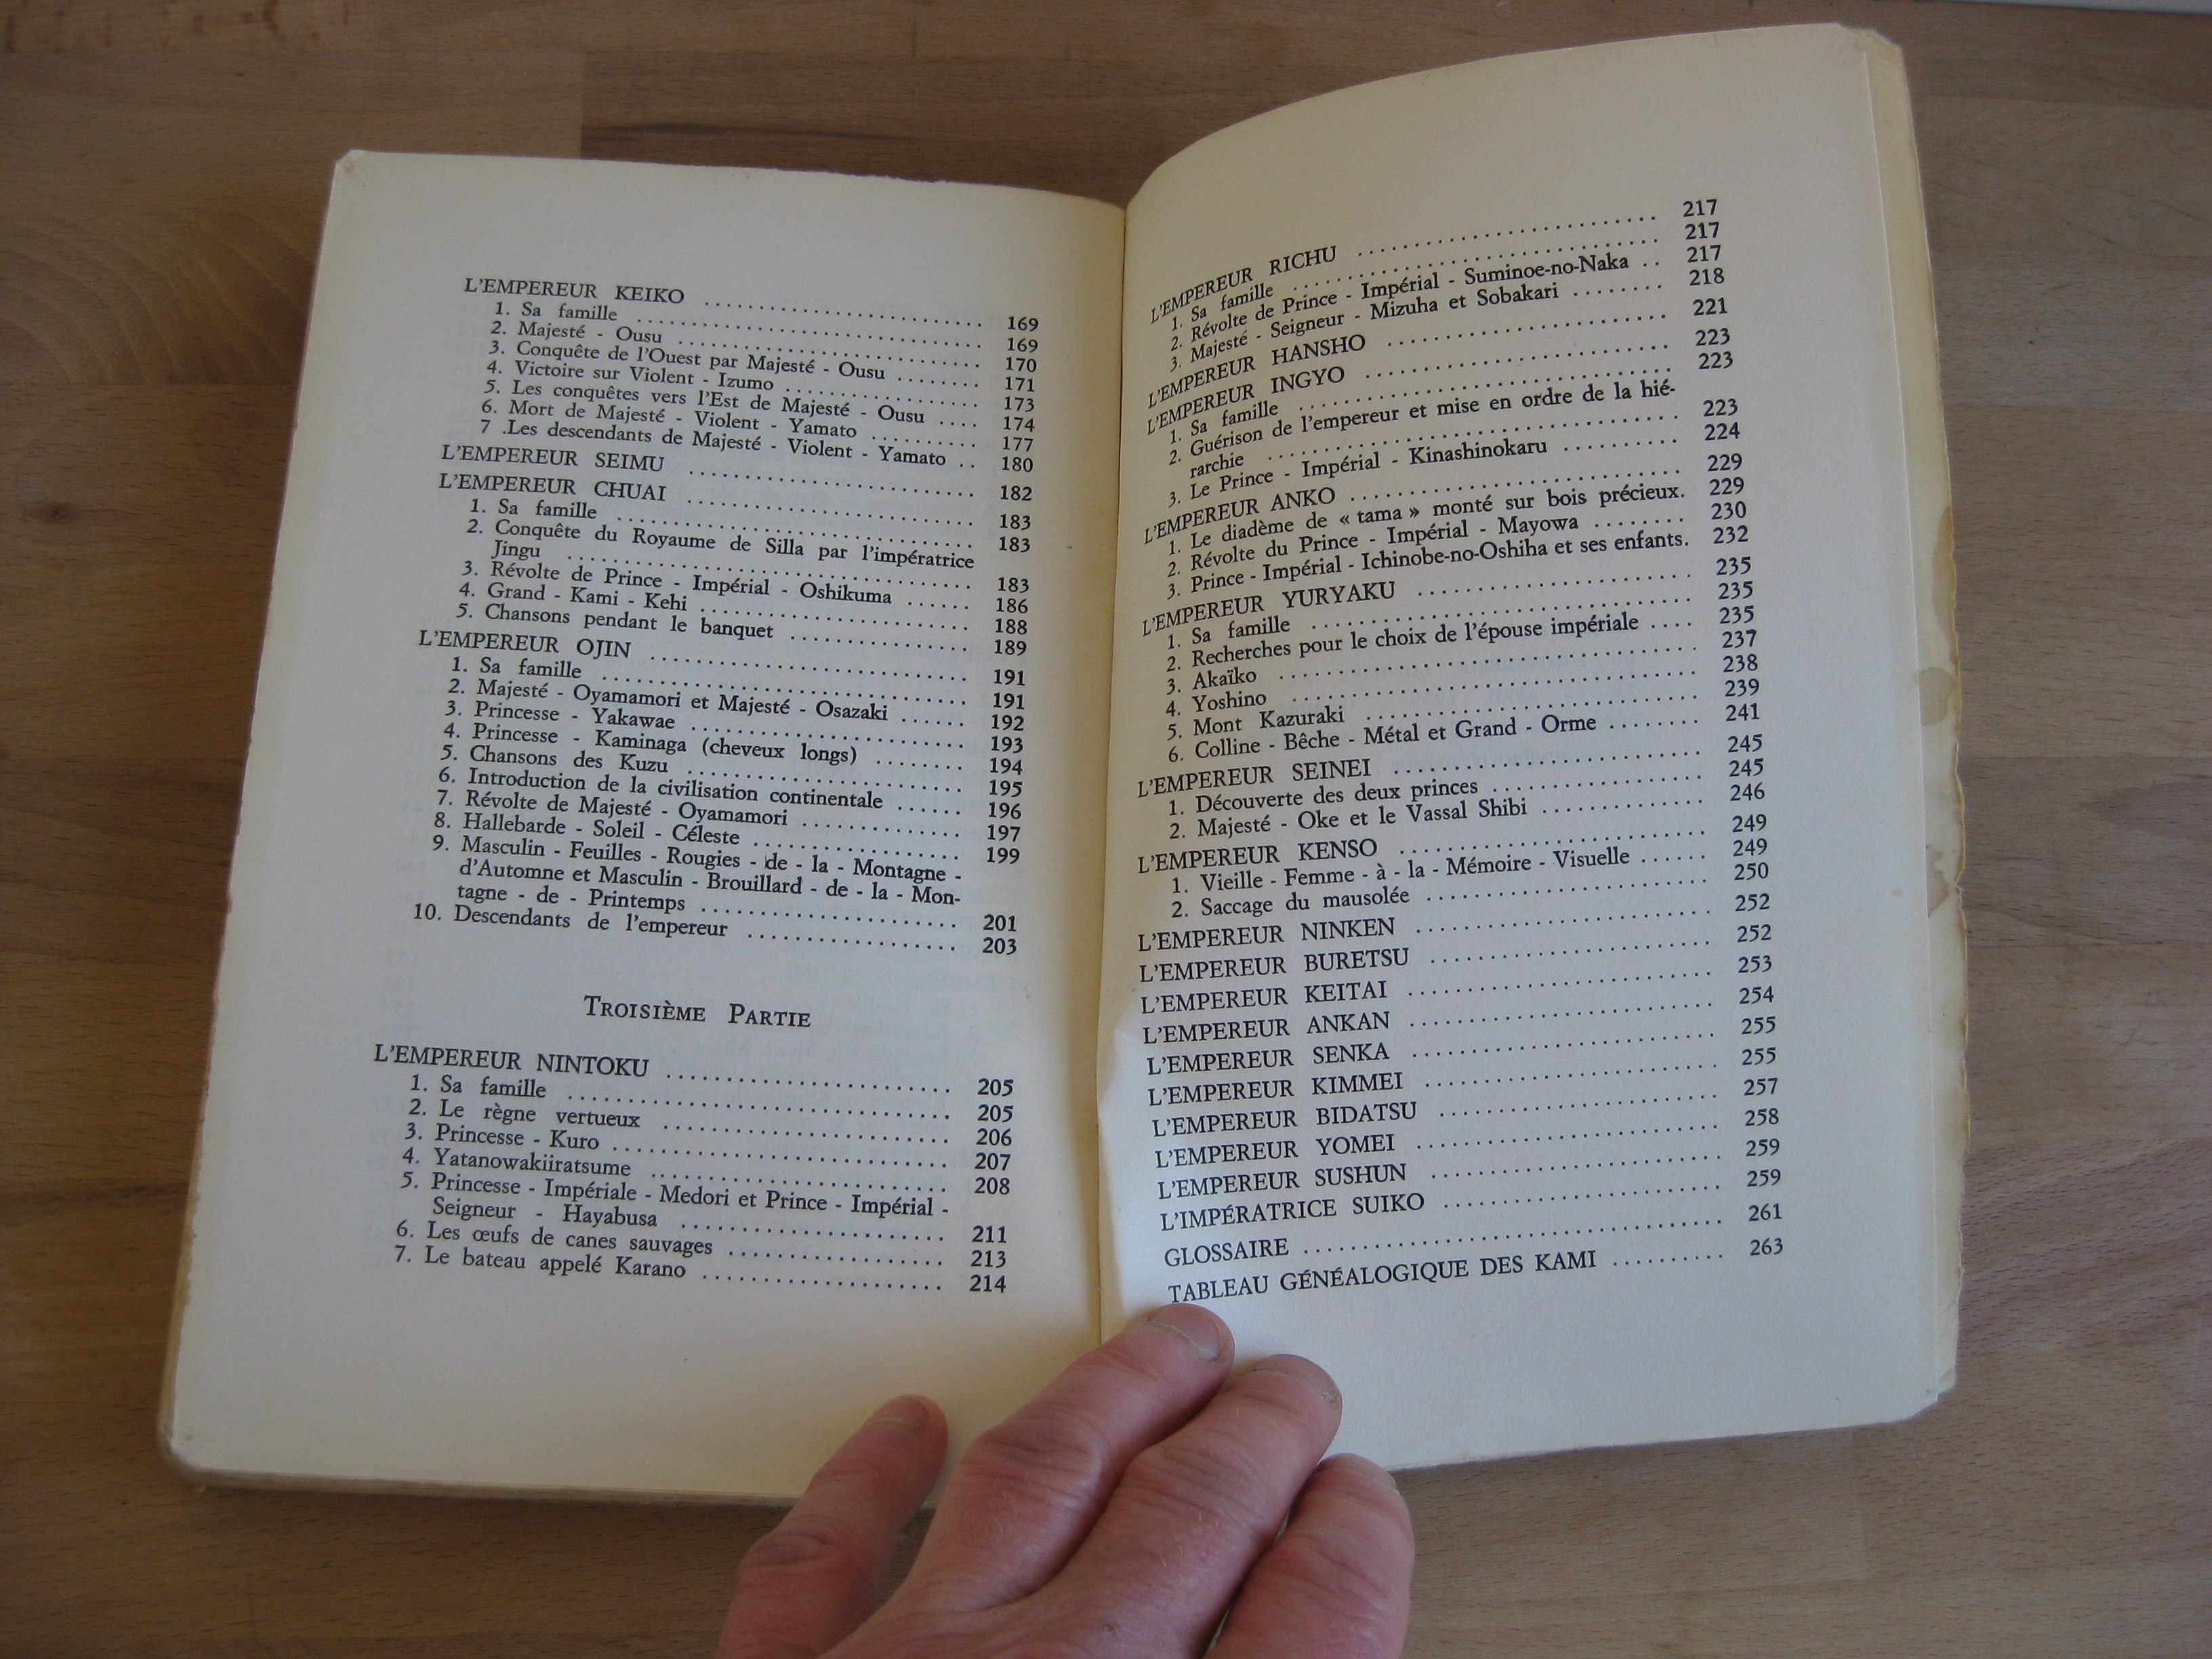 L'EMPEREUR KEIKO .......... 169
1. Sa famille .......... 169
2. Majesté - Ousu .......... 170
3. Conquête de l'Ouest par Majesté - Ousu .......... 171
4. Victoire sur Violent - Izumo .......... 173
5. Les conquêtes vers l'Est de Majesté - Ousu .... 174
6. Mort de Majesté - Violent - Yamato .......... 177
7 .Les descendants de Majesté - Violent - Yamato .. 180
L'EMPEREUR SEIMU .......... 182
L'EMPEREUR CHUAI .......... 183
1. Sa famille .......... 183
2. Conquête du Royaume de Silla par l'impératrice
Jingu .......... 183
3. Révolte de Prince - Impérial - Oshikuma ...... 186
4. Grand - Kami - Kehi .......... 188
5. Chansons pendant le banquet .......... 189
L'EMPEREUR OJIN .......... 191
1. Sa famille .......... 191
2. Majesté - Oyamamori et Majesté - Osazaki ...... 192
3. Princesse - Yakawae .......... 193
4. Princesse - Kaminaga (cheveux longs) ........ 194
5. Chansons des Kuzu .......... 195
6. Introduction de la civilisation continentale ...... 196
7. Révolte de Majesté - Oyamamori .......... 197
8. Hallebarde - Soleil - Céleste .......... 199
9. Masculin - Feuilles - Rougies - de - la - Montagne -
d'Automne et Masculin - Brouillard - de - la - Mon-
tagne - de - Printemps .......... 201
10. Descendants de l'empereur .......... 203
TROISIÈME PARTIE
L'EMPEREUR NINTOKU .......... 205
1. Sa famille .......... 205
2. Le règne vertueux .......... 206
3. Princesse - Kuro .......... 207
4. Yatanowakiiratsume .......... 208
5. Princesse - Impériale - Medori et Prince - Impérial -
Seigneur - Hayabusa .......... 211
6. Les œufs de canes sauvages .......... 213
7. Le bateau appelé Karano .......... 214
L'EMPEREUR RICHU .......... 217
1. Sa famille .......... 217
2. Révolte de Prince - Impérial - Suminoe-no-Naka .. 217
3. Majesté - Seigneur - Mizuha et Sobakari ........ 218
L'EMPEREUR HANSHO .......... 221
L'EMPEREUR INGYO .......... 223
1. Sa famille .......... 223
2. Guérison de l'empereur et mise en ordre de la hié-
rarchie .......... 223
3. Le Prince - Impérial - Kinashinokaru .......... 224
L'EMPEREUR ANKO .......... 229
1. Le diadème de « tama » monté sur bois précieux. 229
2. Révolte du Prince - Impérial - Mayowa ........ 230
3. Prince - Impérial - Ichinobe-no-Oshiha et ses enfants. 232
L'EMPEREUR YURYAKU .......... 235
1. Sa famille .......... 235
2. Recherches pour le choix de l'épouse impériale .... 235
3. Akaïko .......... 237
4. Yoshino .......... 238
5. Mont Kazuraki .......... 239
6. Colline - Bêche - Métal et Grand - Orme ........ 241
L'EMPEREUR SEINEI .......... 245
1. Découverte des deux princes .......... 245
2. Majesté - Oke et le Vassal Shibi .......... 246
L'EMPEREUR KENSO .......... 249
1. Vieille - Femme - à - la - Mémoire - Visuelle ...... 249
2. Saccage du mausolée .......... 250
L'EMPEREUR NINKEN .......... 252
L'EMPEREUR BURETSU .......... 252
L'EMPEREUR KEITAI .......... 253
L'EMPEREUR ANKAN .......... 254
L'EMPEREUR SENKA .......... 255
L'EMPEREUR KIMMEI .......... 255
L'EMPEREUR BIDATSU .......... 257
L'EMPEREUR YOMEI .......... 258
L'EMPEREUR SUSHUN .......... 259
L'IMPÉRATRICE SUIKO .......... 259
GLOSSAIRE .......... 261
TABLEAU GÉNÉALOGIQUE DES KAMI .......... 263